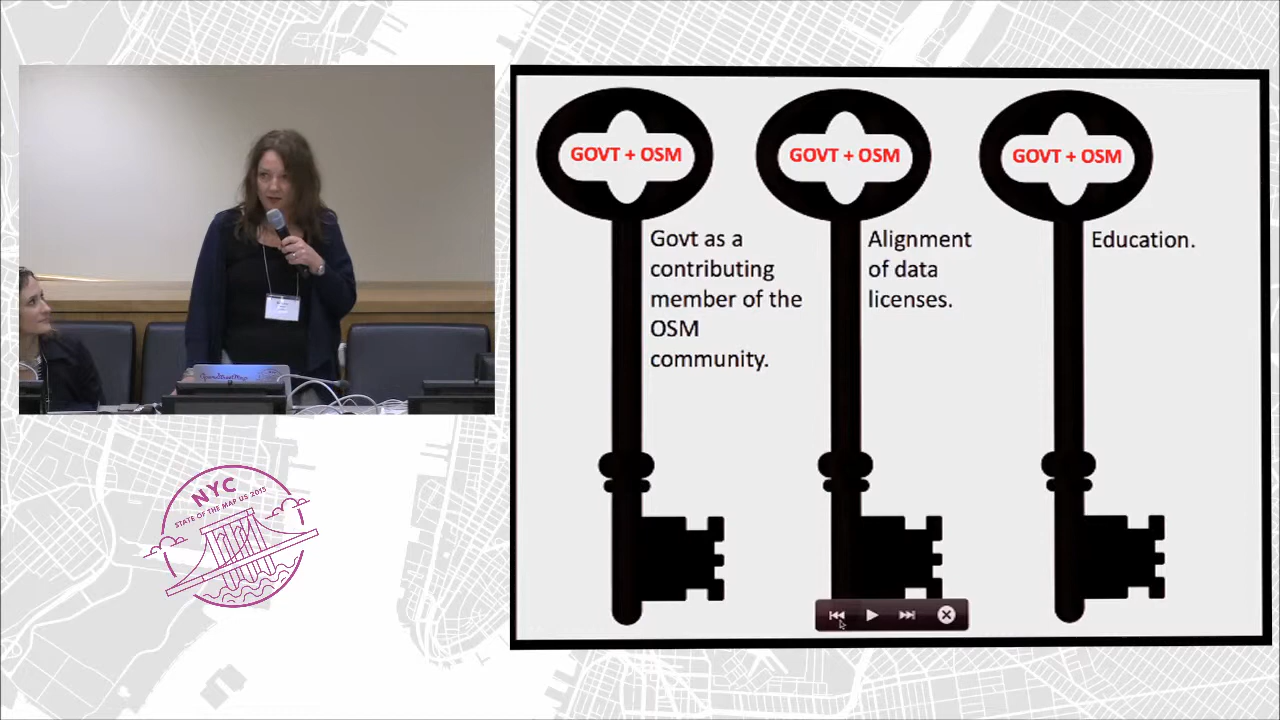 GOVT + OSM
Govt as a
contributing
member of the
OSM
community.
GOVT + OSM
Alignment
of data
licenses.
GOVT + OSM
Education.
OpenStreetMap
NYC
STATE OF THE MAP US 2015